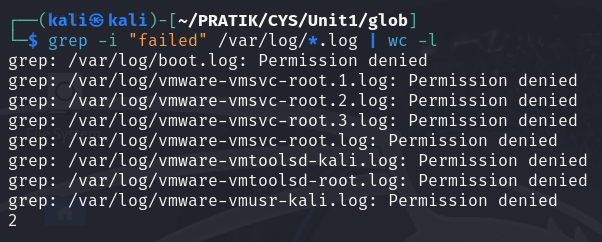 ┌──(kali㉿kali)-[~/PRATIK/CYS/Unit1/glob]
└─$ grep -i "failed" /var/log/*.log | wc -l
grep: /var/log/boot.log: Permission denied
grep: /var/log/vmware-vmsvc-root.1.log: Permission denied
grep: /var/log/vmware-vmsvc-root.2.log: Permission denied
grep: /var/log/vmware-vmsvc-root.3.log: Permission denied
grep: /var/log/vmware-vmsvc-root.log: Permission denied
grep: /var/log/vmware-vmtoolsd-kali.log: Permission denied
grep: /var/log/vmware-vmtoolsd-root.log: Permission denied
grep: /var/log/vmware-vmusr-kali.log: Permission denied
2